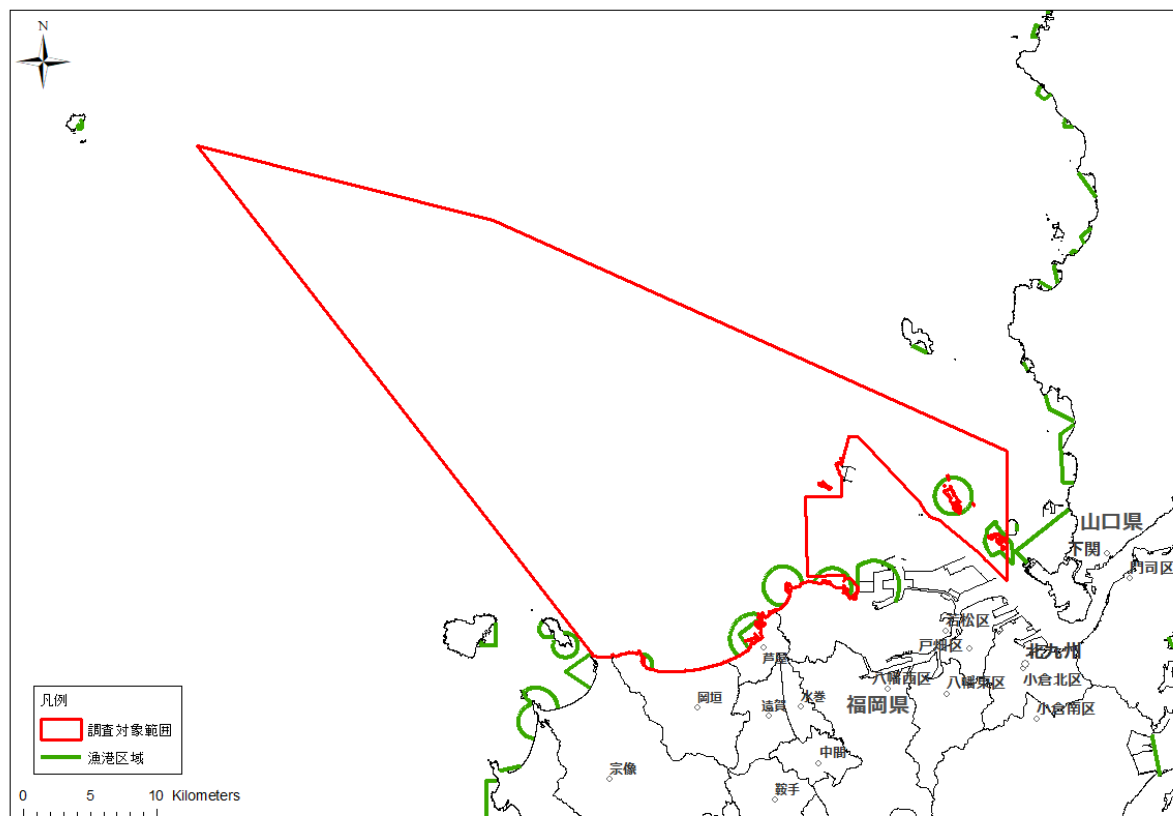 N
山口県
下関
門司区
若松区
戸畑区
北九州
芦屋
小倉北区
八幡西区
八幡東区
岡垣
水巻
福岡県
遠賀
小倉南区
中間
宗像
鞍手
凡例
調査対象範囲
漁港区域
0 5 10 Kilometers